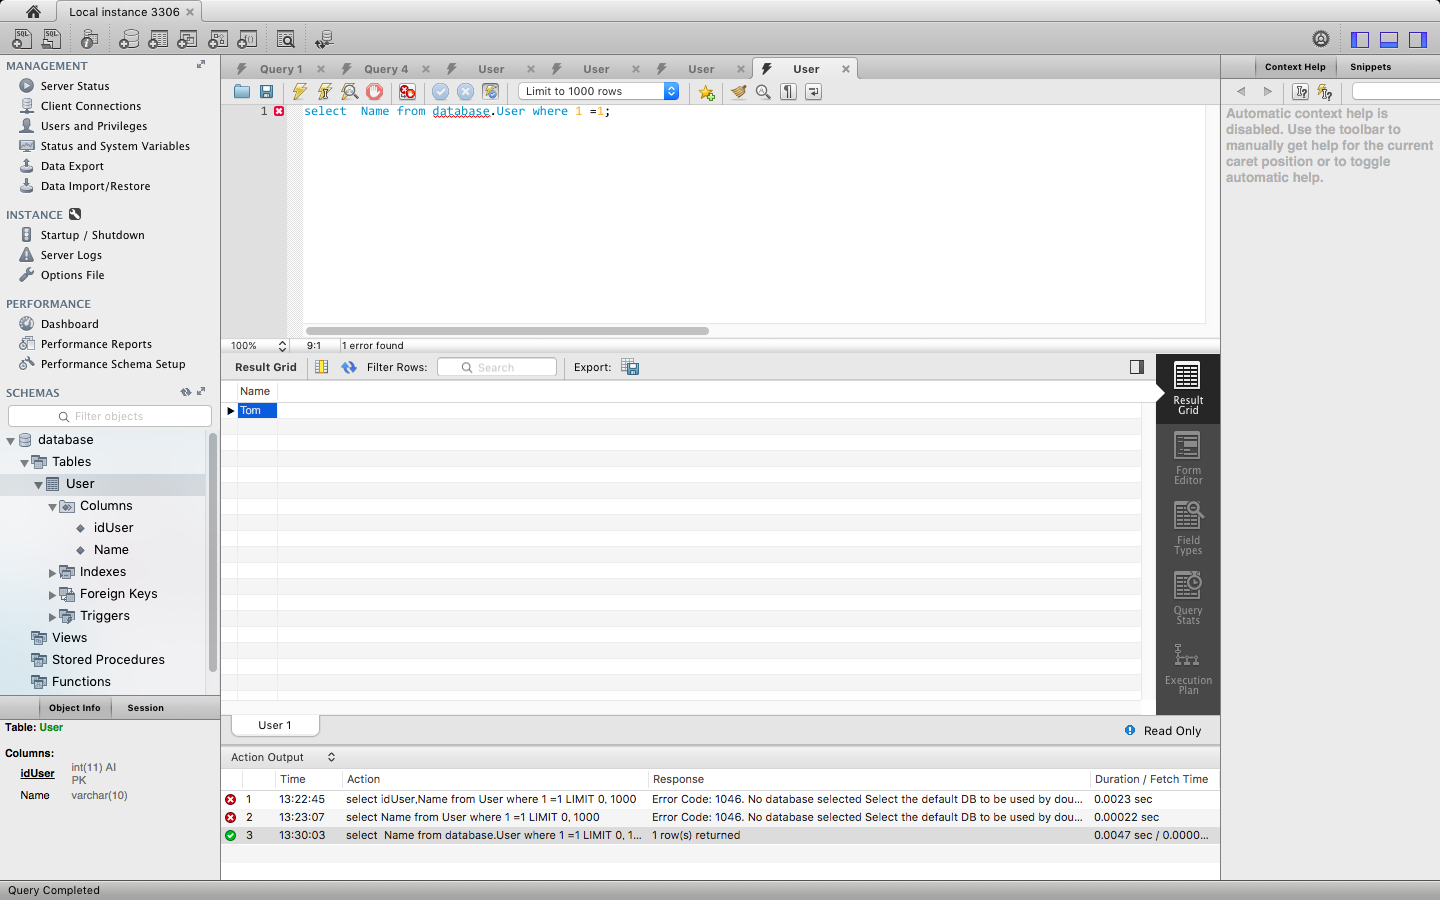 Local instance 3306
MANAGEMENT
Server Status
Client Connections
Users and Privileges
Status and System Variables
Data Export
Data Import/Restore
INSTANCE
Startup / Shutdown
Server Logs
Options File
PERFORMANCE
Dashboard
Performance Reports
Performance Schema Setup
SCHEMAS
Filter objects
database
Tables
User
Columns
idUser
Name
Indexes
Foreign Keys
Triggers
Views
Stored Procedures
Functions
Object Info Session
Table: User
Columns:
idUser int(11) AI
PK
Name varchar(10)
Query 1 Query 4 User User User User
Limit to 1000 rows
1 select  Name from database.User where 1 =1;
100% 9:1 1 error found
Result Grid Filter Rows: Search Export:
Name
Tom
Result
Grid
Form
Editor
Field
Types
Query
Stats
Execution
Plan
User 1 Read Only
Action Output
Time Action Response Duration / Fetch Time
1 13:22:45 select idUser,Name from User where 1 =1 LIMIT 0, 1000 Error Code: 1046. No database selected Select the default DB to be used by dou... 0.0023 sec
2 13:23:07 select Name from User where 1 =1 LIMIT 0, 1000 Error Code: 1046. No database selected Select the default DB to be used by dou... 0.00022 sec
3 13:30:03 select  Name from database.User where 1 =1 LIMIT 0, 1... 1 row(s) returned 0.0047 sec / 0.0000...
Context Help Snippets
Automatic context help is
disabled. Use the toolbar to
manually get help for the current
caret position or to toggle
automatic help.
Query Completed